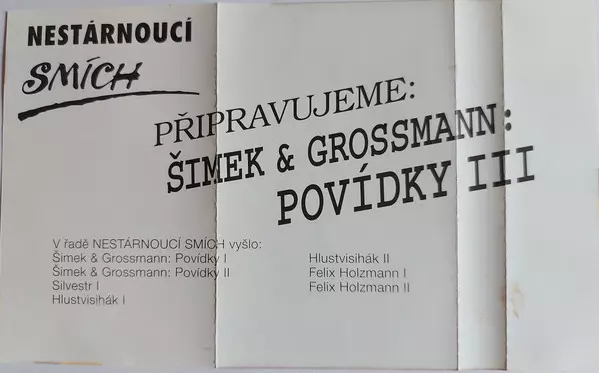 NESTÁRNOUCÍ
SMÍCH
PŘIPRAVUJEME:
ŠIMEK & GROSSMANN:
POVÍDKY III
V řadě NESTÁRNOUCÍ SMÍCH vyšlo:
Šimek & Grossmann: Povídky I
Šimek & Grossmann: Povídky II
Silvestr I
Hlustvisihák I
Hlustvisihák II
Felix Holzmann I
Felix Holzmann II